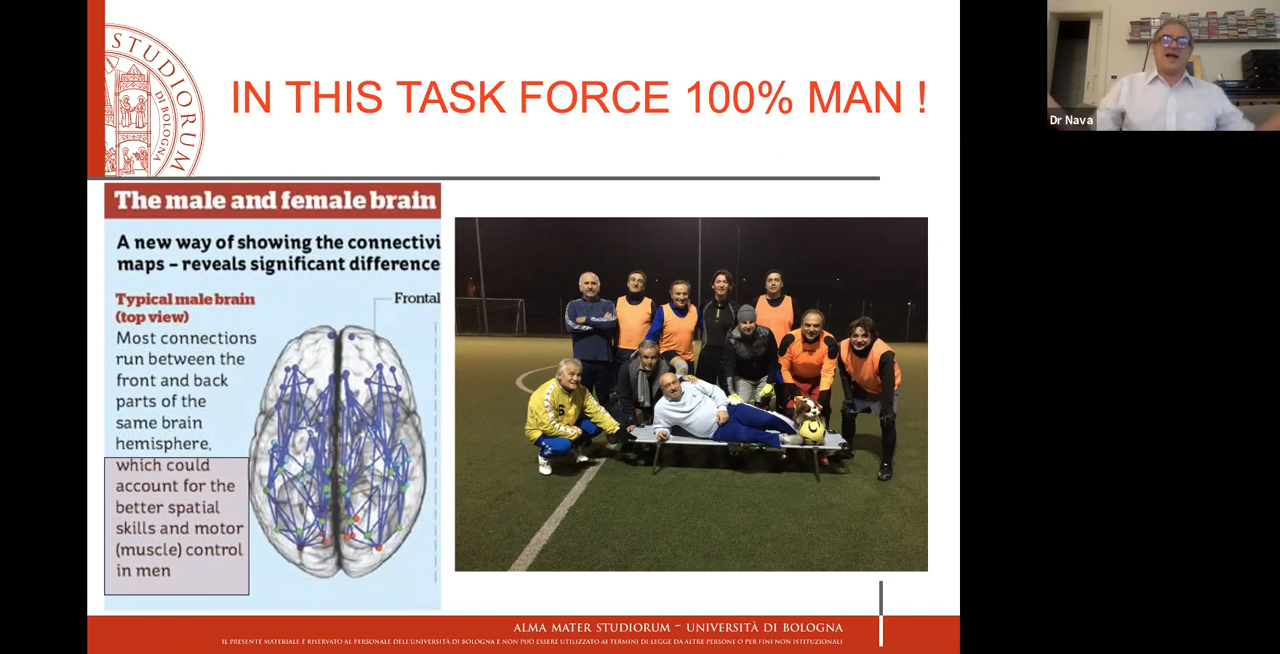 STUDIORUM
DI BOLOGNA
IN THIS TASK FORCE 100% MAN !
Dr Nava
The male and female brain
A new way of showing the connectivi
maps – reveals significant difference
Typical male brain
(top view)
Frontal
Most connections
run between the
front and back
parts of the
same brain
hemisphere,
which could
account for the
better spatial
skills and motor
(muscle) control
in men
ALMA MATER STUDIORUM – UNIVERSITÀ DI BOLOGNA
IL PRESENTE MATERIALE È RISERVATO AL PERSONALE DELL'UNIVERSITÀ DI BOLOGNA E NON PUÒ ESSERE UTILIZZATO AI TERMINI DI LEGGE DA ALTRE PERSONE O PER FINI NON ISTITUZIONALI